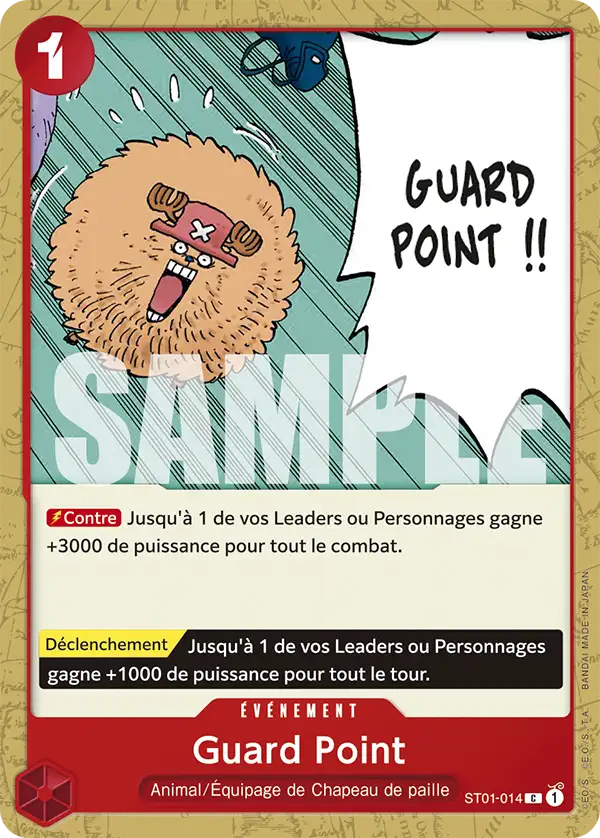 DLICHES EISMEER
1
GUARD
POINT !!
SAMPLE
Contre Jusqu'à 1 de vos Leaders ou Personnages gagne
+3000 de puissance pour tout le combat.
Déclenchement Jusqu'à 1 de vos Leaders ou Personnages
gagne +1000 de puissance pour tout le tour.
ÉVÉNEMENT
Guard Point
Animal/Équipage de Chapeau de paille
ST01-014 C 1
©E.O./S., T.A. BANDAI MADE IN JAPAN